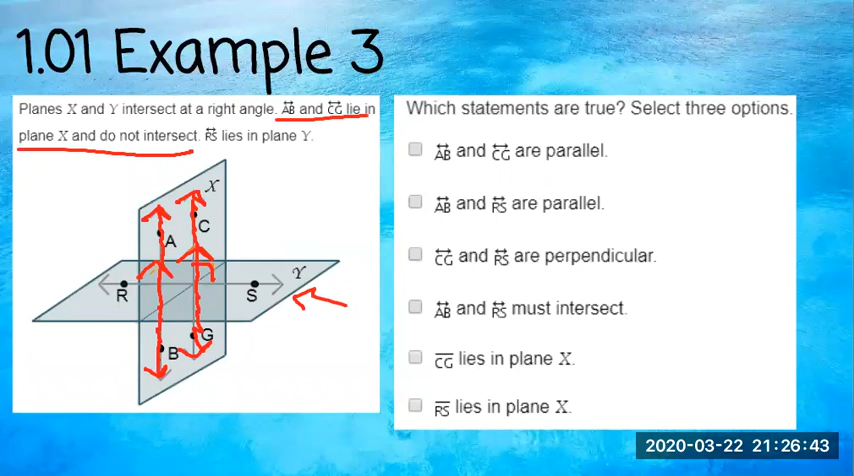 1.01 Example 3
Planes X and Y intersect at a right angle. AB and CG lie in
plane X and do not intersect. RS lies in plane Y.
X
C
A
Y
R
S
G
B
Which statements are true? Select three options.
AB and CG are parallel.
AB and RS are parallel.
CG and RS are perpendicular.
AB and RS must intersect.
CG lies in plane X.
RS lies in plane X.
2020-03-22 21:26:43